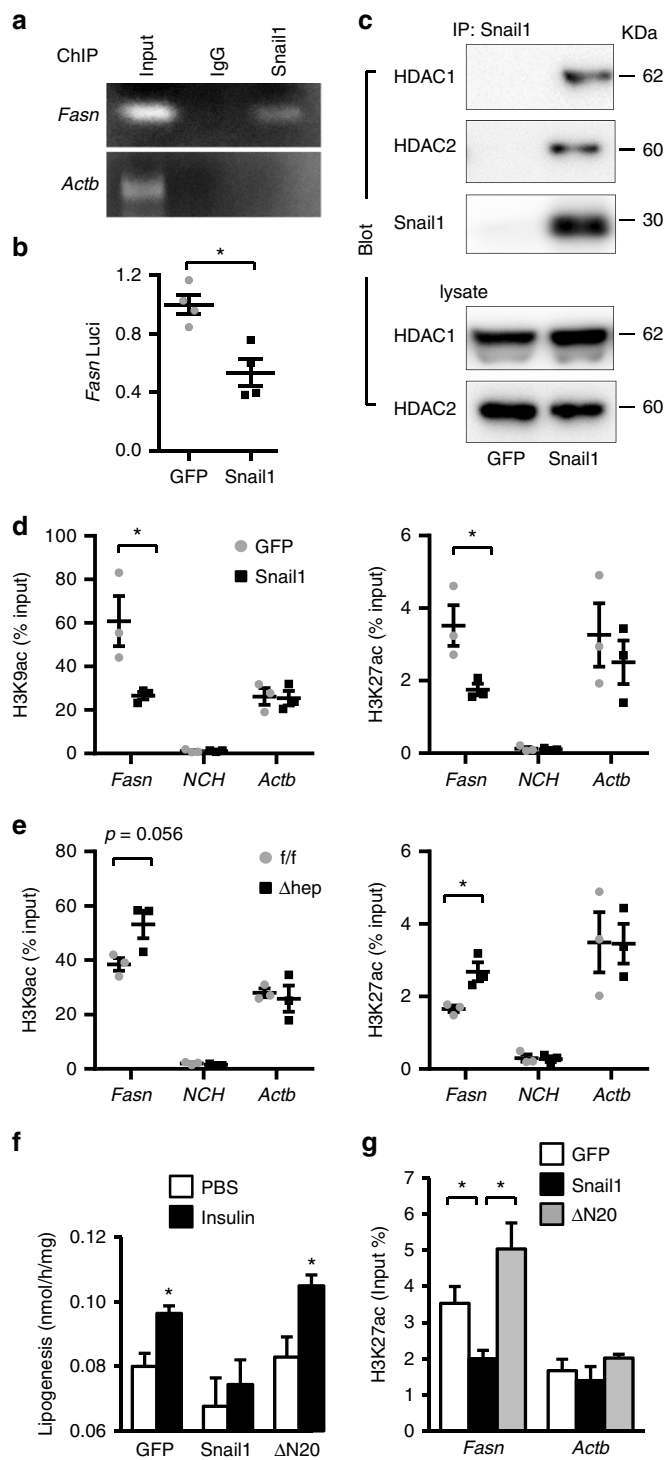 a
ChIP
Input
IgG
Snail1
Fasn
Actb
b
*
1.2
0.8
0.4
0.0
Fasn Luci
GFP
Snail1
c
IP: Snail1
KDa
HDAC1
62
HDAC2
60
Snail1
30
Blot
lysate
HDAC1
62
HDAC2
60
GFP
Snail1
d
100
80
60
40
20
0
H3K9ac (% input)
*
GFP
Snail1
Fasn
NCH
Actb
6
4
2
0
H3K27ac (% input)
*
Fasn
NCH
Actb
e
p = 0.056
80
60
40
20
0
H3K9ac (% input)
f/f
Δhep
Fasn
NCH
Actb
6
4
2
0
H3K27ac (% input)
*
Fasn
NCH
Actb
f
PBS
Insulin
0.12
0.10
0.08
0.06
Lipogenesis (nmol/h/mg)
*
*
GFP
Snail1
ΔN20
g
GFP
Snail1
ΔN20
7
6
5
4
3
2
1
0
H3K27ac (Input %)
*
*
Fasn
Actb